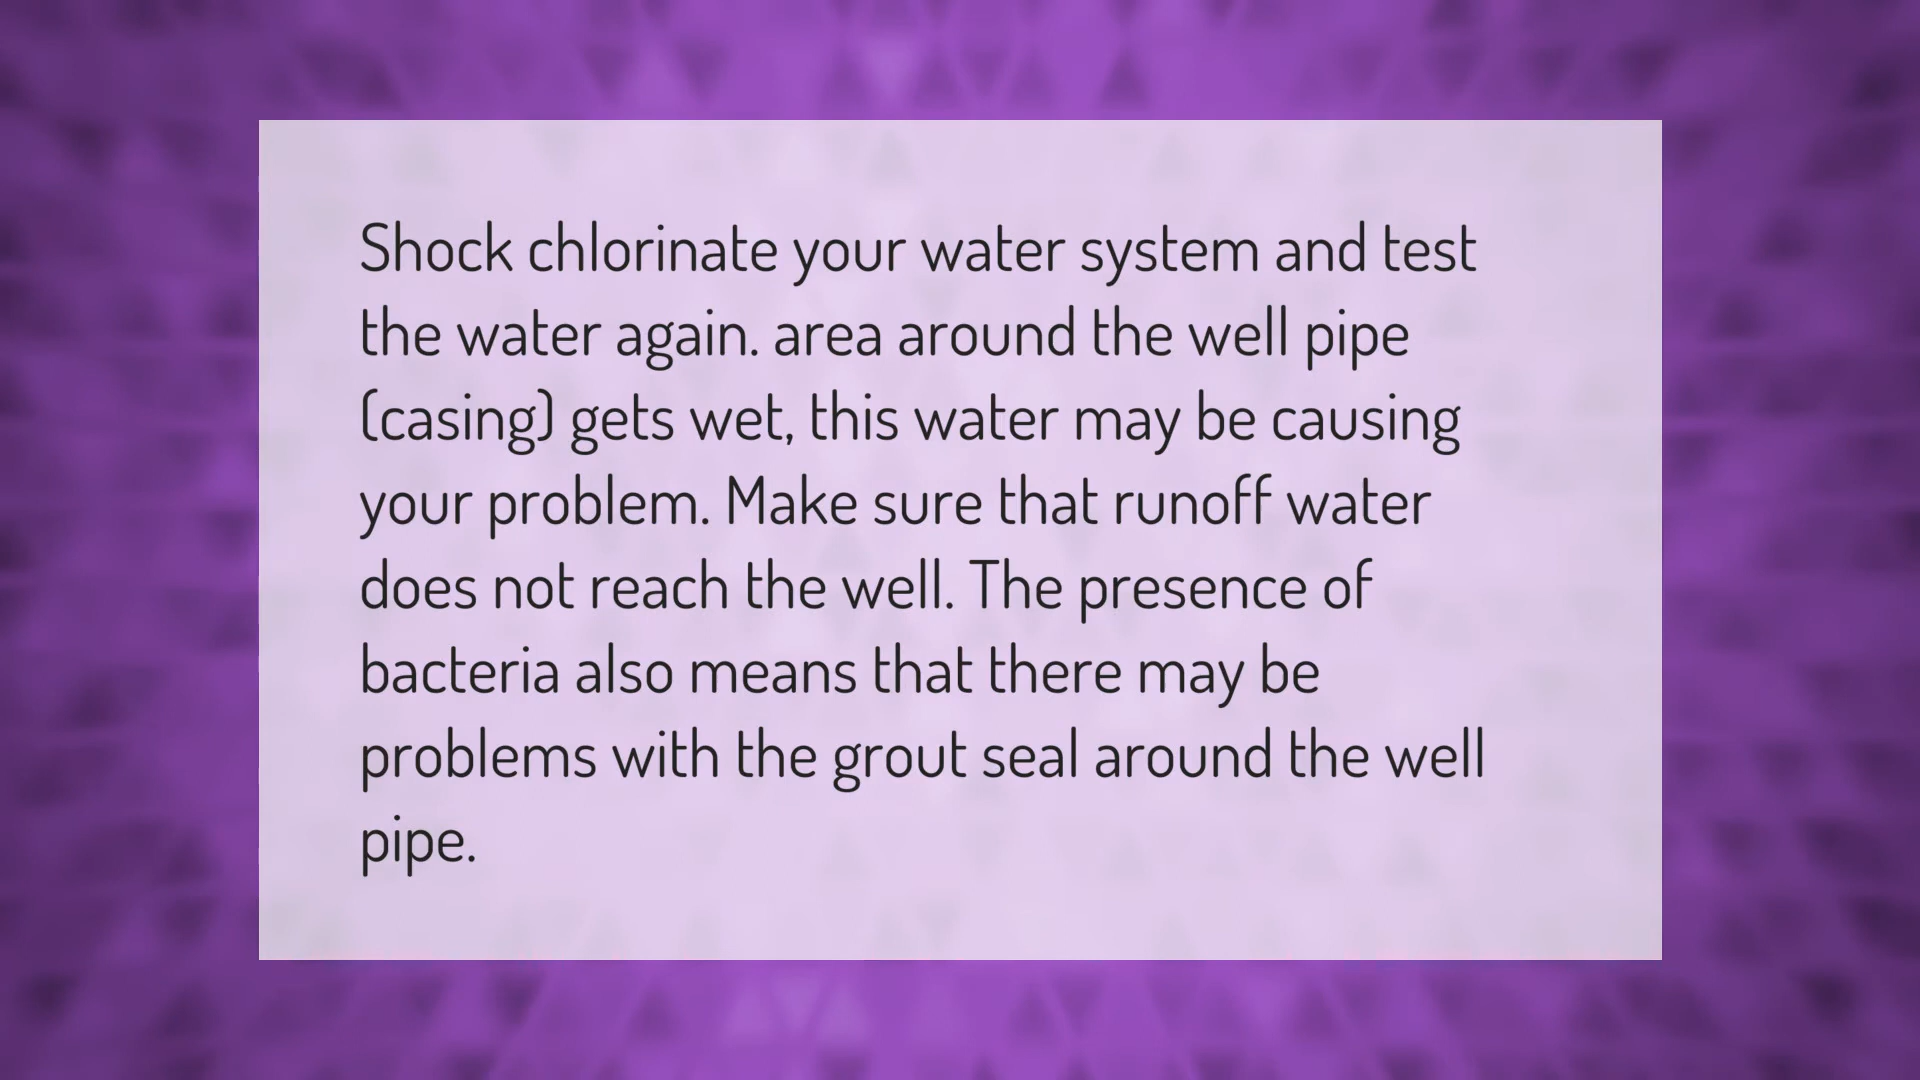 Shock chlorinate your water system and test
the water again. area around the well pipe
(casing) gets wet, this water may be causing
your problem. Make sure that runoff water
does not reach the well. The presence of
bacteria also means that there may be
problems with the grout seal around the well
pipe.